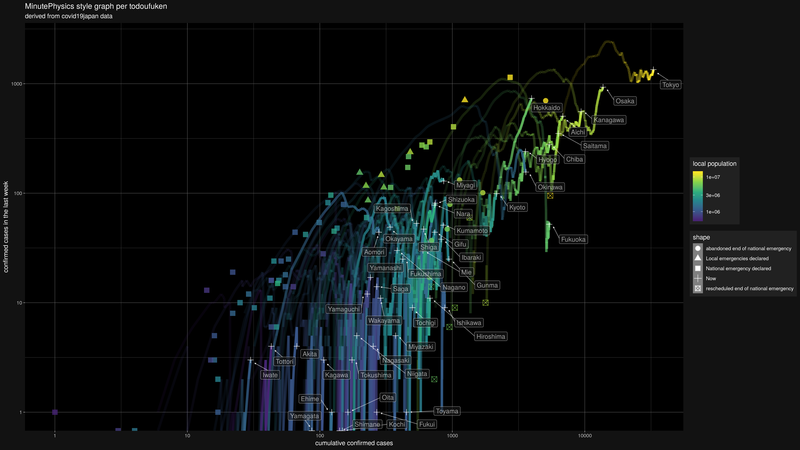 MinutePhysics style graph per todoufuken
derived from covid19japan data
confirmed cases in the last week
1000
100
10
1
Tokyo
Osaka
Hokkaido
Kanagawa
Aichi
Saitama
Hyogo
Chiba
Okinawa
Miyagi
Shizuoka
Kagoshima
Nara
Kyoto
Kumamoto
Fukuoka
Okayama
Gifu
Shiga
Aomori
Ibaraki
Yamanashi
Fukushima
Mie
Saga
Nagano
Gunma
Yamaguchi
Wakayama
Tochigi
Ishikawa
Hiroshima
Miyazaki
Akita
Tottori
Nagasaki
Iwate
Kagawa
Tokushima
Niigata
Ehime
Oita
Yamagata
Toyama
Shimane
Kochi
Fukui
1
10
100
1000
10000
cumulative confirmed cases
local population
1e+07
3e+06
1e+06
shape
abandoned end of national emergency
Local emergencies declared
National emergency declared
Now
rescheduled end of national emergency